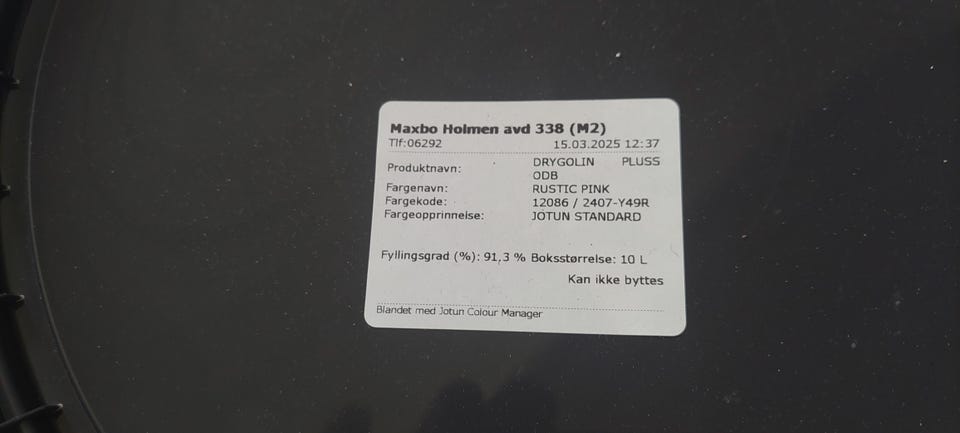 Maxbo Holmen avd 338 (M2)
Tlf:06292 15.03.2025 12:37
Produktnavn: DRYGOLIN PLUSS
ODB
Fargenavn: RUSTIC PINK
Fargekode: 12086 / 2407-Y49R
Fargeopprinnelse: JOTUN STANDARD
Fyllingsgrad (%): 91,3 % Boksstørrelse: 10 L
Kan ikke byttes
Blandet med Jotun Colour Manager